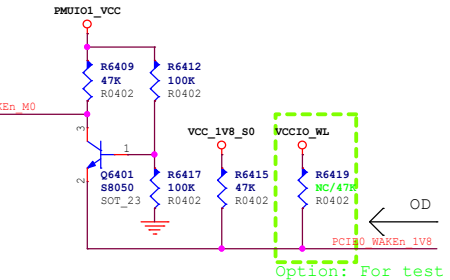 PMUIO1_VCC
R6409
47K
R0402
R6412
100K
R0402
KEn_M0
3
1
2
Q6401
S8050
SOT_23
R6417
100K
R0402
VCC_1V8_S0
R6415
47K
R0402
VCCIO_WL
R6419
NC/47K
R0402
OD
PCIE0_WAKEn_1V8
Option: For test